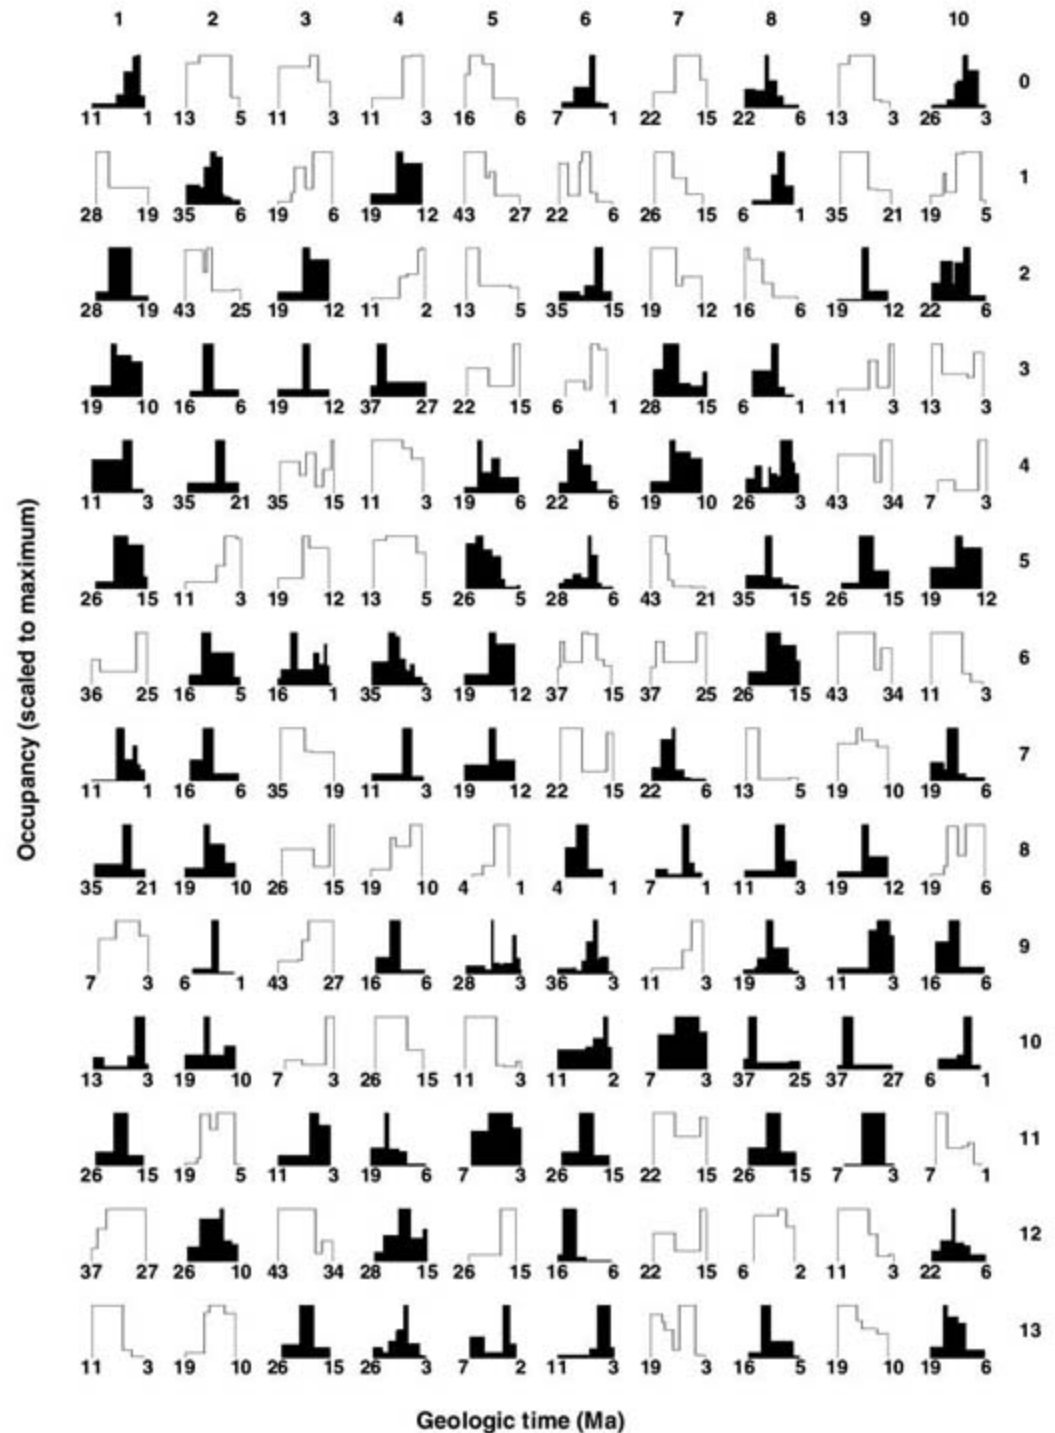 1 2 3 4 5 6 7 8 9 10
0
11 1 13 5 11 3 11 3 16 6 7 1 22 15 22 6 13 3 26 3
1
28 19 35 6 19 6 19 12 43 27 22 6 26 15 6 1 35 21 19 5
2
28 19 43 25 19 12 11 2 13 5 35 15 19 12 16 6 19 12 22 6
3
19 10 16 6 19 12 37 27 22 15 6 1 28 15 6 1 11 3 13 3
4
11 3 35 21 35 15 11 3 19 6 22 6 19 10 26 3 43 34 7 3
5
26 15 11 3 19 12 13 5 26 5 28 6 43 21 35 15 26 15 19 12
6
36 25 16 5 16 1 35 3 19 12 37 15 37 25 26 15 43 34 11 3
7
11 1 16 6 35 19 11 3 19 12 22 15 22 6 13 5 19 10 19 6
8
35 21 19 10 26 15 19 10 4 1 4 1 7 1 11 3 19 12 19 6
9
7 3 6 1 43 27 16 6 28 3 36 3 11 3 19 3 11 3 16 6
10
13 3 19 10 7 3 26 15 11 3 11 2 7 3 37 25 37 27 6 1
11
26 15 19 5 11 3 19 6 7 3 26 15 22 15 26 15 7 3 7 1
12
37 27 26 10 43 34 28 15 26 15 16 6 22 15 6 2 11 3 22 6
13
11 3 19 10 26 15 26 3 7 2 11 3 19 3 16 5 19 10 19 6
Occupancy (scaled to maximum)
Geologic time (Ma)